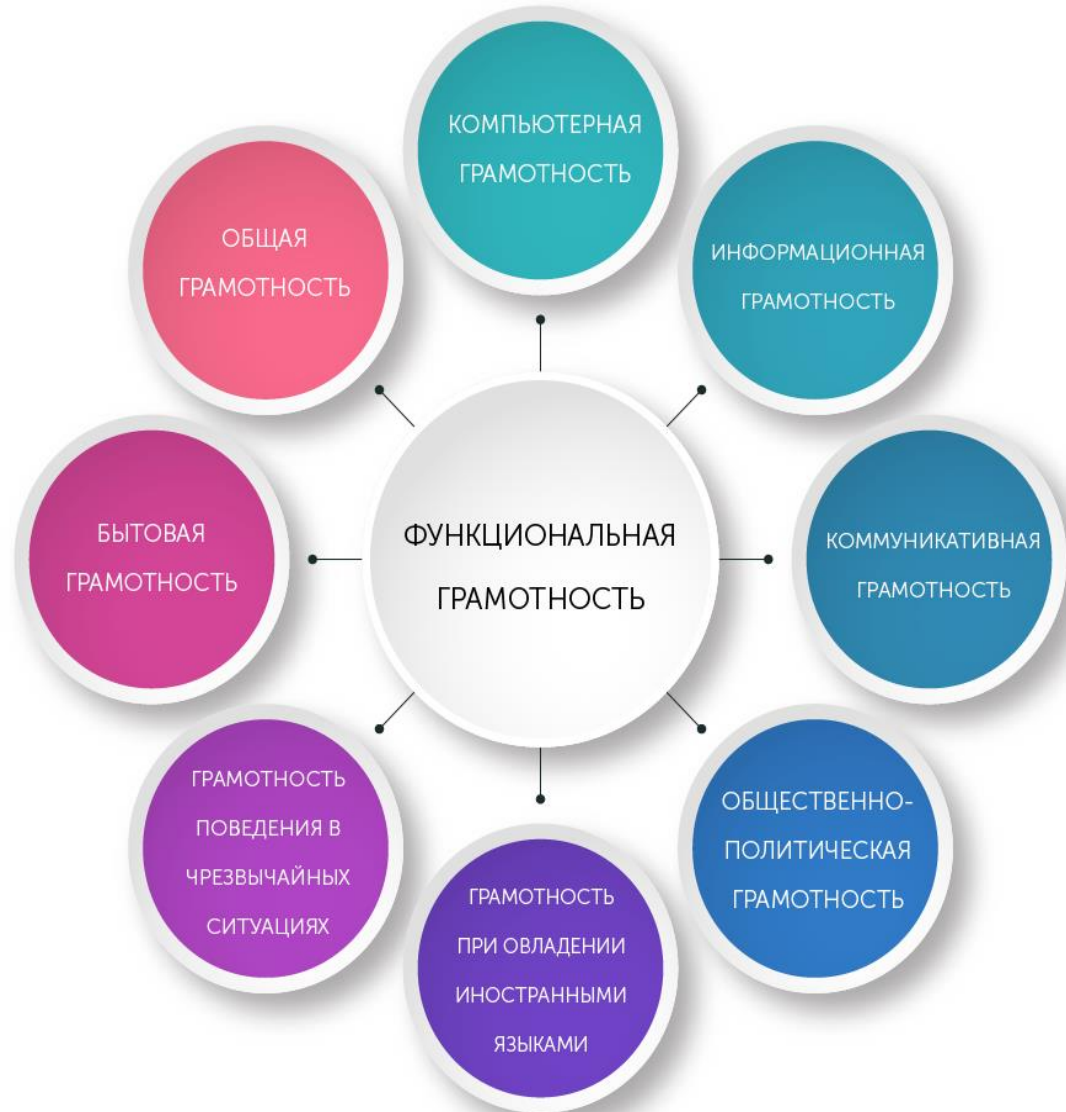 КОМПЬЮТЕРНАЯ
ГРАМОТНОСТЬ
ОБЩАЯ
ГРАМОТНОСТЬ
ИНФОРМАЦИОННАЯ
ГРАМОТНОСТЬ
БЫТОВАЯ
ГРАМОТНОСТЬ
ФУНКЦИОНАЛЬНАЯ
ГРАМОТНОСТЬ
КОММУНИКАТИВНАЯ
ГРАМОТНОСТЬ
ГРАМОТНОСТЬ
ПОВЕДЕНИЯ В
ЧРЕЗВЫЧАЙНЫХ
СИТУАЦИЯХ
ОБЩЕСТВЕННО-
ПОЛИТИЧЕСКАЯ
ГРАМОТНОСТЬ
ГРАМОТНОСТЬ
ПРИ ОВЛАДЕНИИ
ИНОСТРАННЫМИ
ЯЗЫКАМИ